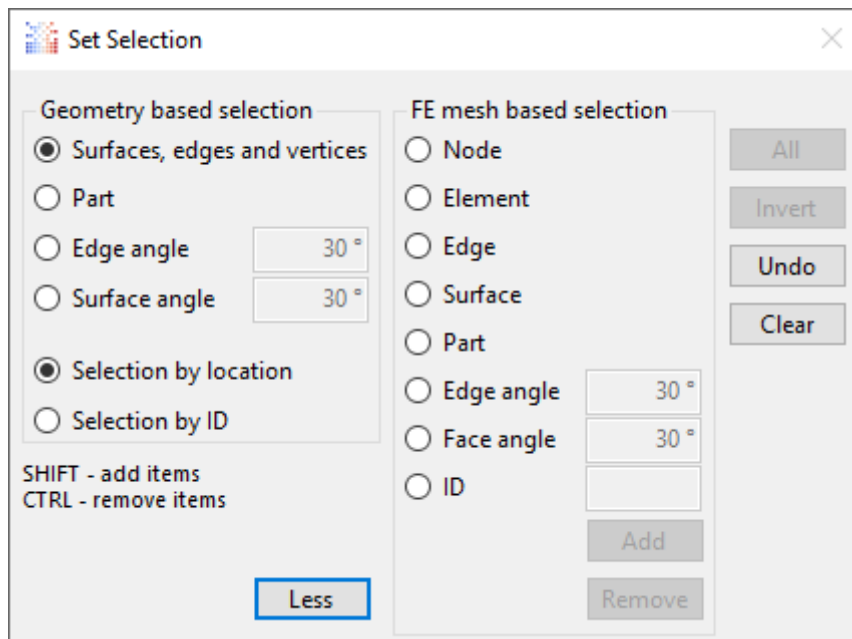 Set Selection
Geometry based selection
Surfaces, edges and vertices
Part
Edge angle 30 °
Surface angle 30 °
Selection by location
Selection by ID
SHIFT - add items
CTRL - remove items
Less
FE mesh based selection
Node
Element
Edge
Surface
Part
Edge angle 30 °
Face angle 30 °
ID
Add
Remove
All
Invert
Undo
Clear